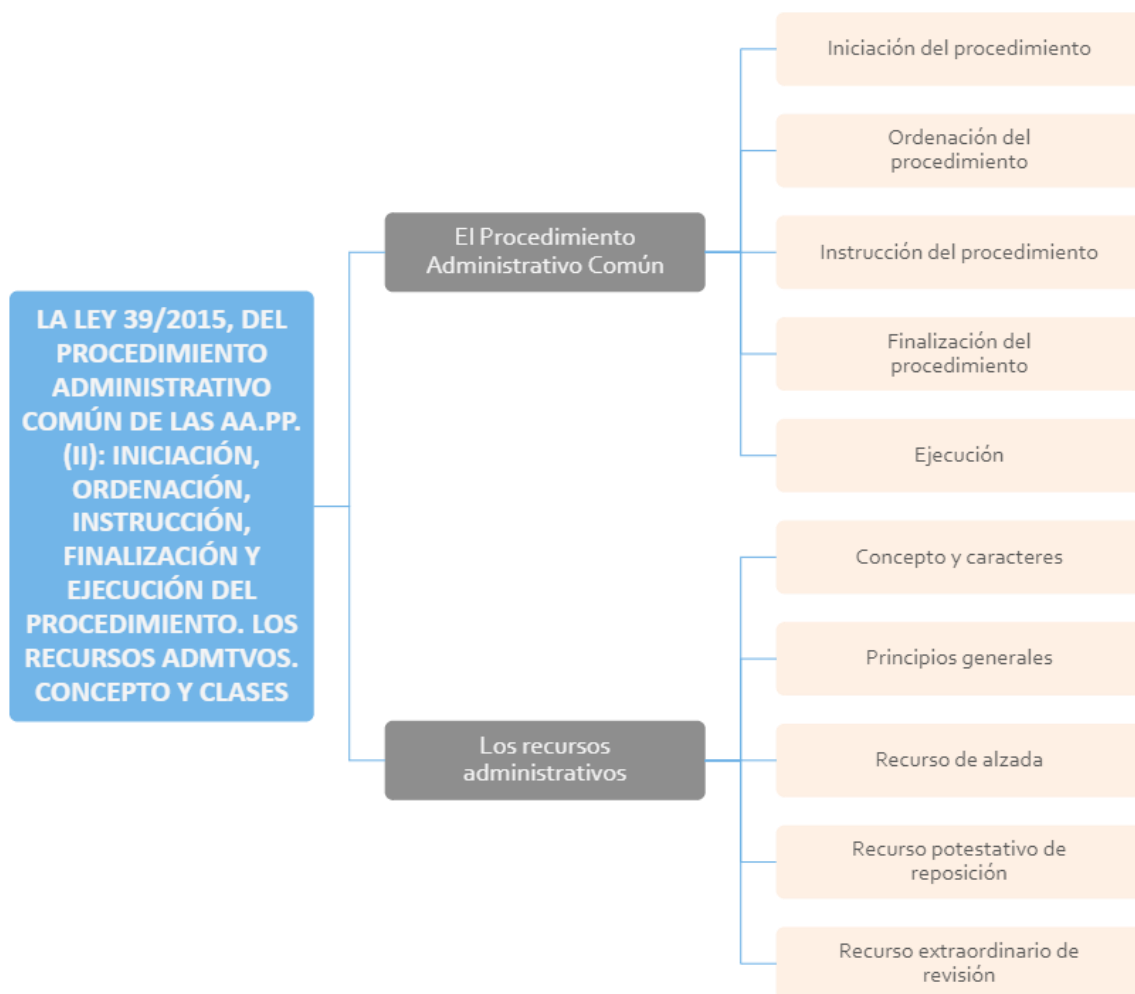 LA LEY 39/2015, DEL
PROCEDIMIENTO
ADMINISTRATIVO
COMÚN DE LAS AA.PP.
(II): INICIACIÓN,
ORDENACIÓN,
INSTRUCCIÓN,
FINALIZACIÓN Y
EJECUCIÓN DEL
PROCEDIMIENTO. LOS
RECURSOS ADMTVOS.
CONCEPTO Y CLASES
El Procedimiento
Administrativo Común
Iniciación del procedimiento
Ordenación del
procedimiento
Instrucción del procedimiento
Finalización del
procedimiento
Ejecución
Los recursos
administrativos
Concepto y caracteres
Principios generales
Recurso de alzada
Recurso potestativo de
reposición
Recurso extraordinario de
revisión